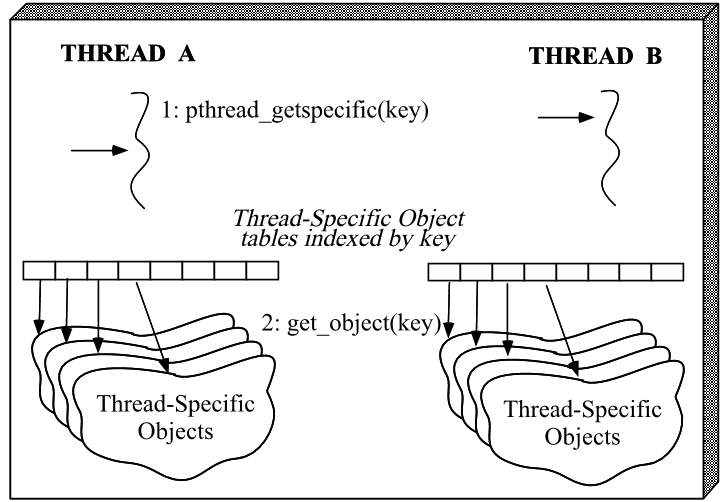 THREAD A
THREAD B
1: pthread_getspecific(key)
Thread-Specific Object
tables indexed by key
2: get_object(key)
Thread-Specific
Objects
Thread-Specific
Objects